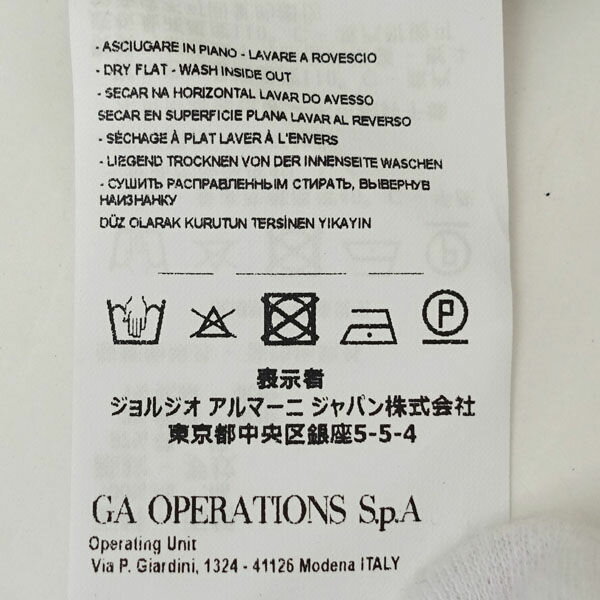 - ASCIUGARE IN PIANO - LAVARE A ROVESCIO
- DRY FLAT - WASH INSIDE OUT
- SECAR NA HORIZONTAL LAVAR DO AVESSO
SECAR EN SUPERFICIE PLANA LAVAR AL REVERSO
- SÉCHAGE À PLAT LAVER À L'ENVERS
- LIEGEND TROCKNEN VON DER INNENSEITE WASCHEN
- СУШИТЬ РАСПРАВЛЕННЫМ СТИРАТЬ, ВЫВЕРНУВ
НАИЗНАНКУ
DÜZ OLARAK KURUTUN TERSİNEN YIKAYIN
P
表示者
ジョルジオ アルマーニ ジャパン株式会社
東京都中央区銀座5-5-4
GA OPERATIONS S.p.A
Operating Unit
Via P. Giardini, 1324 - 41126 Modena ITALY